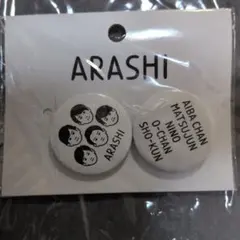 ARASHI
ARASHI
AIBA CHAN
MATSUJUN
NINO
O-CHAN
SHO-KUN